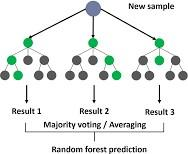 New sample
Result 1 Result 2 Result 3
Majority voting / Averaging
Random forest prediction